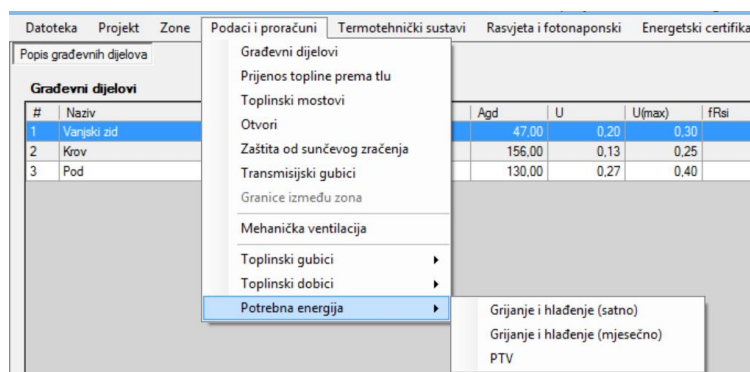 Datoteka Projekt Zone Podaci i proračuni Termotehnički sustavi Rasvjeta i fotonaponski Energetski certifika
Popis građevnih dijelova
Građevni dijelovi
# Naziv Agd U U(max) fRsi
1 Vanjski zid 47,00 0,20 0,30
2 Krov 156,00 0,13 0,25
3 Pod 130,00 0,27 0,40
Građevni dijelovi
Prijenos topline prema tlu
Toplinski mostovi
Otvori
Zaštita od sunčevog zračenja
Transmisijski gubici
Granice između zona
Mehanička ventilacija
Toplinski gubici
Toplinski dobici
Potrebna energija
Grijanje i hlađenje (satno)
Grijanje i hlađenje (mjesečno)
PTV